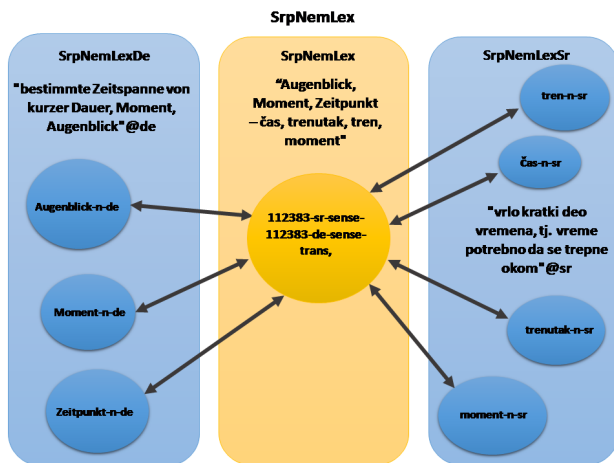 SrpNemLex
SrpNemLexDe
"bestimmte Zeitspanne von
kurzer Dauer, Moment,
Augenblick"@de
Augenblick-n-de
Moment-n-de
Zeitpunkt-n-de
SrpNemLex
“Augenblick,
Moment, Zeitpunkt
–čas, trenutak, tren,
moment"
112383-sr-sense-
112383-de-sense-
trans,
SrpNemLexSr
tren-n-sr
čas-n-sr
"vrlo kratki deo
vremena, tj. vreme
potrebno da se trepne
okom"@sr
trenutak-n-sr
moment-n-sr